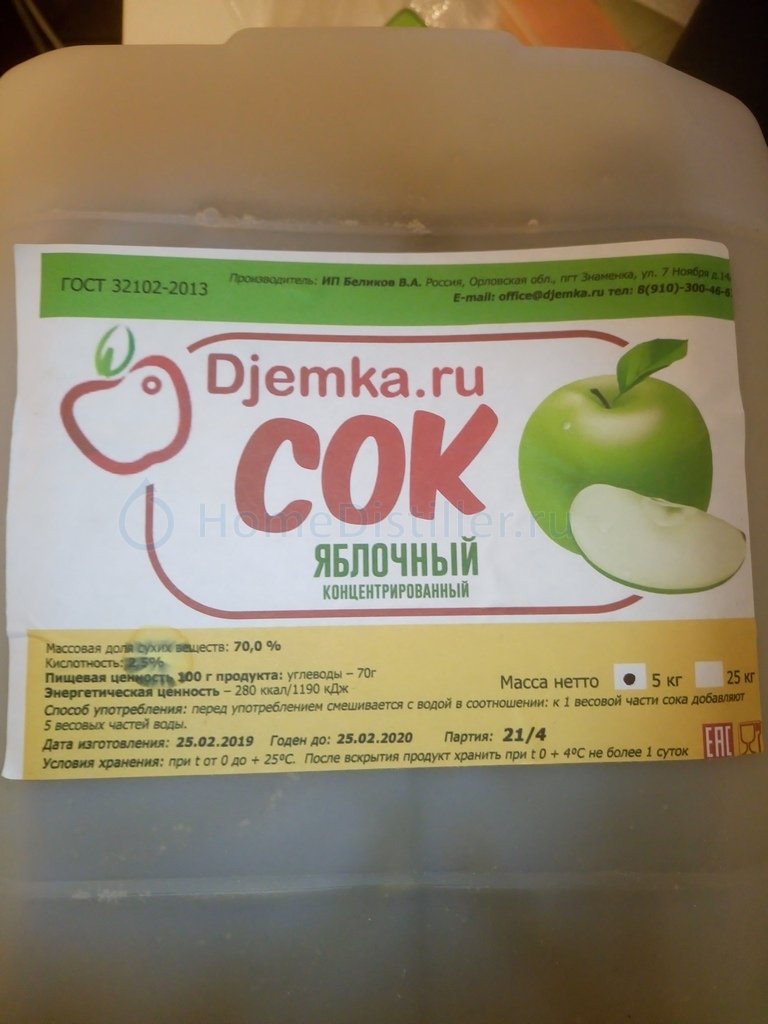 ГОСТ 32102-2013
Производитель: ИП Беликов В.А. Россия, Орловская обл., пгт Знаменка, ул. 7 Ноября д.14
E-mail: office@djemka.ru тел: 8(910)-300-46-6
Djemka.ru
СОК
ЯБЛОЧНЫЙ
КОНЦЕНТРИРОВАННЫЙ
HomeDistiller.ru
Массовая доля сухих веществ: 70,0 %
Кислотность: 2,5%
Пищевая ценность 100 г продукта: углеводы – 70г
Энергетическая ценность – 280 ккал/1190 кДж
Масса нетто 5 кг 25 кг
Способ употребления: перед употреблением смешивается с водой в соотношении: к 1 весовой части сока добавляют
5 весовых частей воды.
Дата изготовления: 25.02.2019 Годен до: 25.02.2020 Партия: 21/4
Условия хранения: при t от 0 до + 25ºС. После вскрытия продукт хранить при t 0 + 4ºС не более 1 суток
EAC